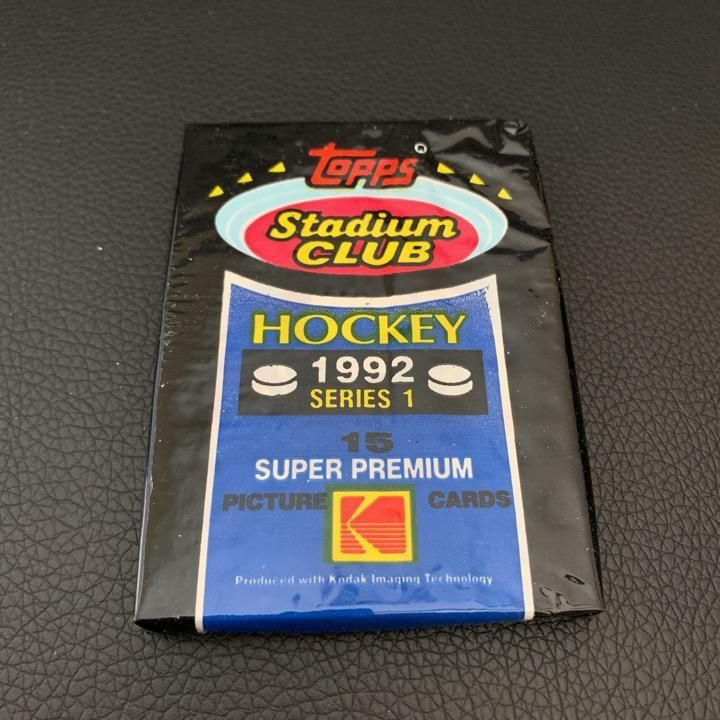 Topps
Stadium
CLUB
HOCKEY
1992
SERIES 1
15
SUPER PREMIUM
PICTURE CARDS
Produced with Kodak Imaging Technology